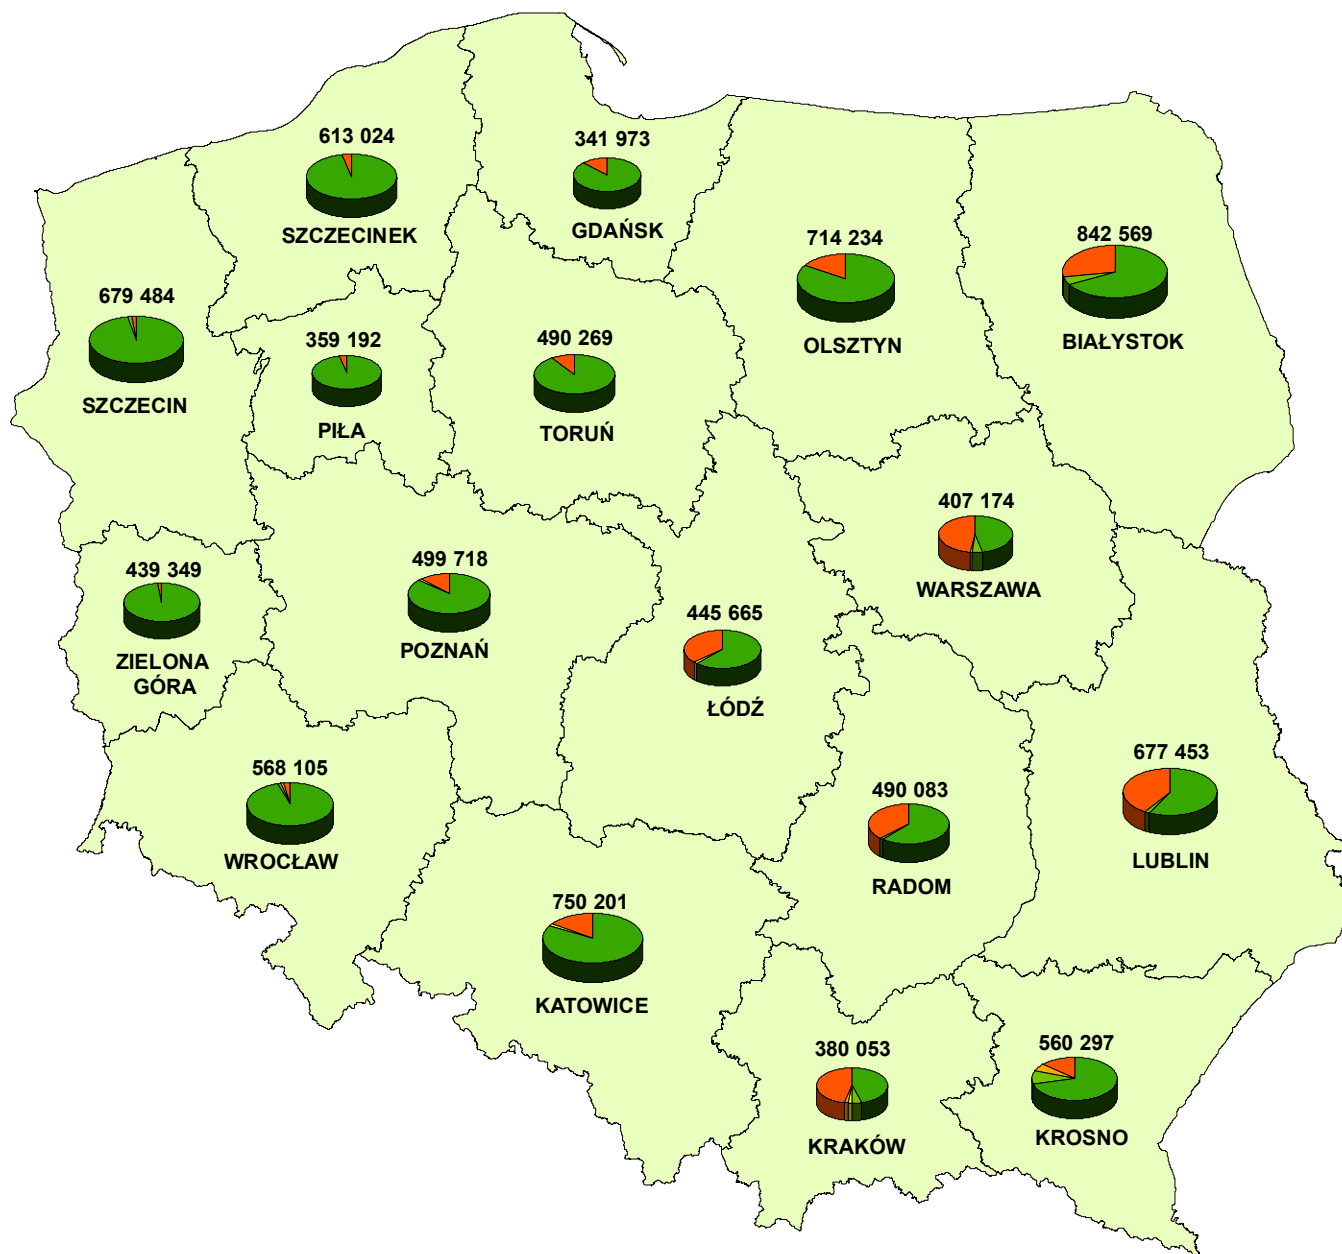 613 024
SZCZECINEK
341 973
GDAŃSK
714 234
OLSZTYN
842 569
BIAŁYSTOK
679 484
SZCZECIN
359 192
PIŁA
490 269
TORUŃ
407 174
WARSZAWA
439 349
ZIELONA
GÓRA
499 718
POZNAŃ
445 665
ŁÓDŹ
568 105
WROCŁAW
490 083
RADOM
677 453
LUBLIN
750 201
KATOWICE
380 053
KRAKÓW
560 297
KROSNO